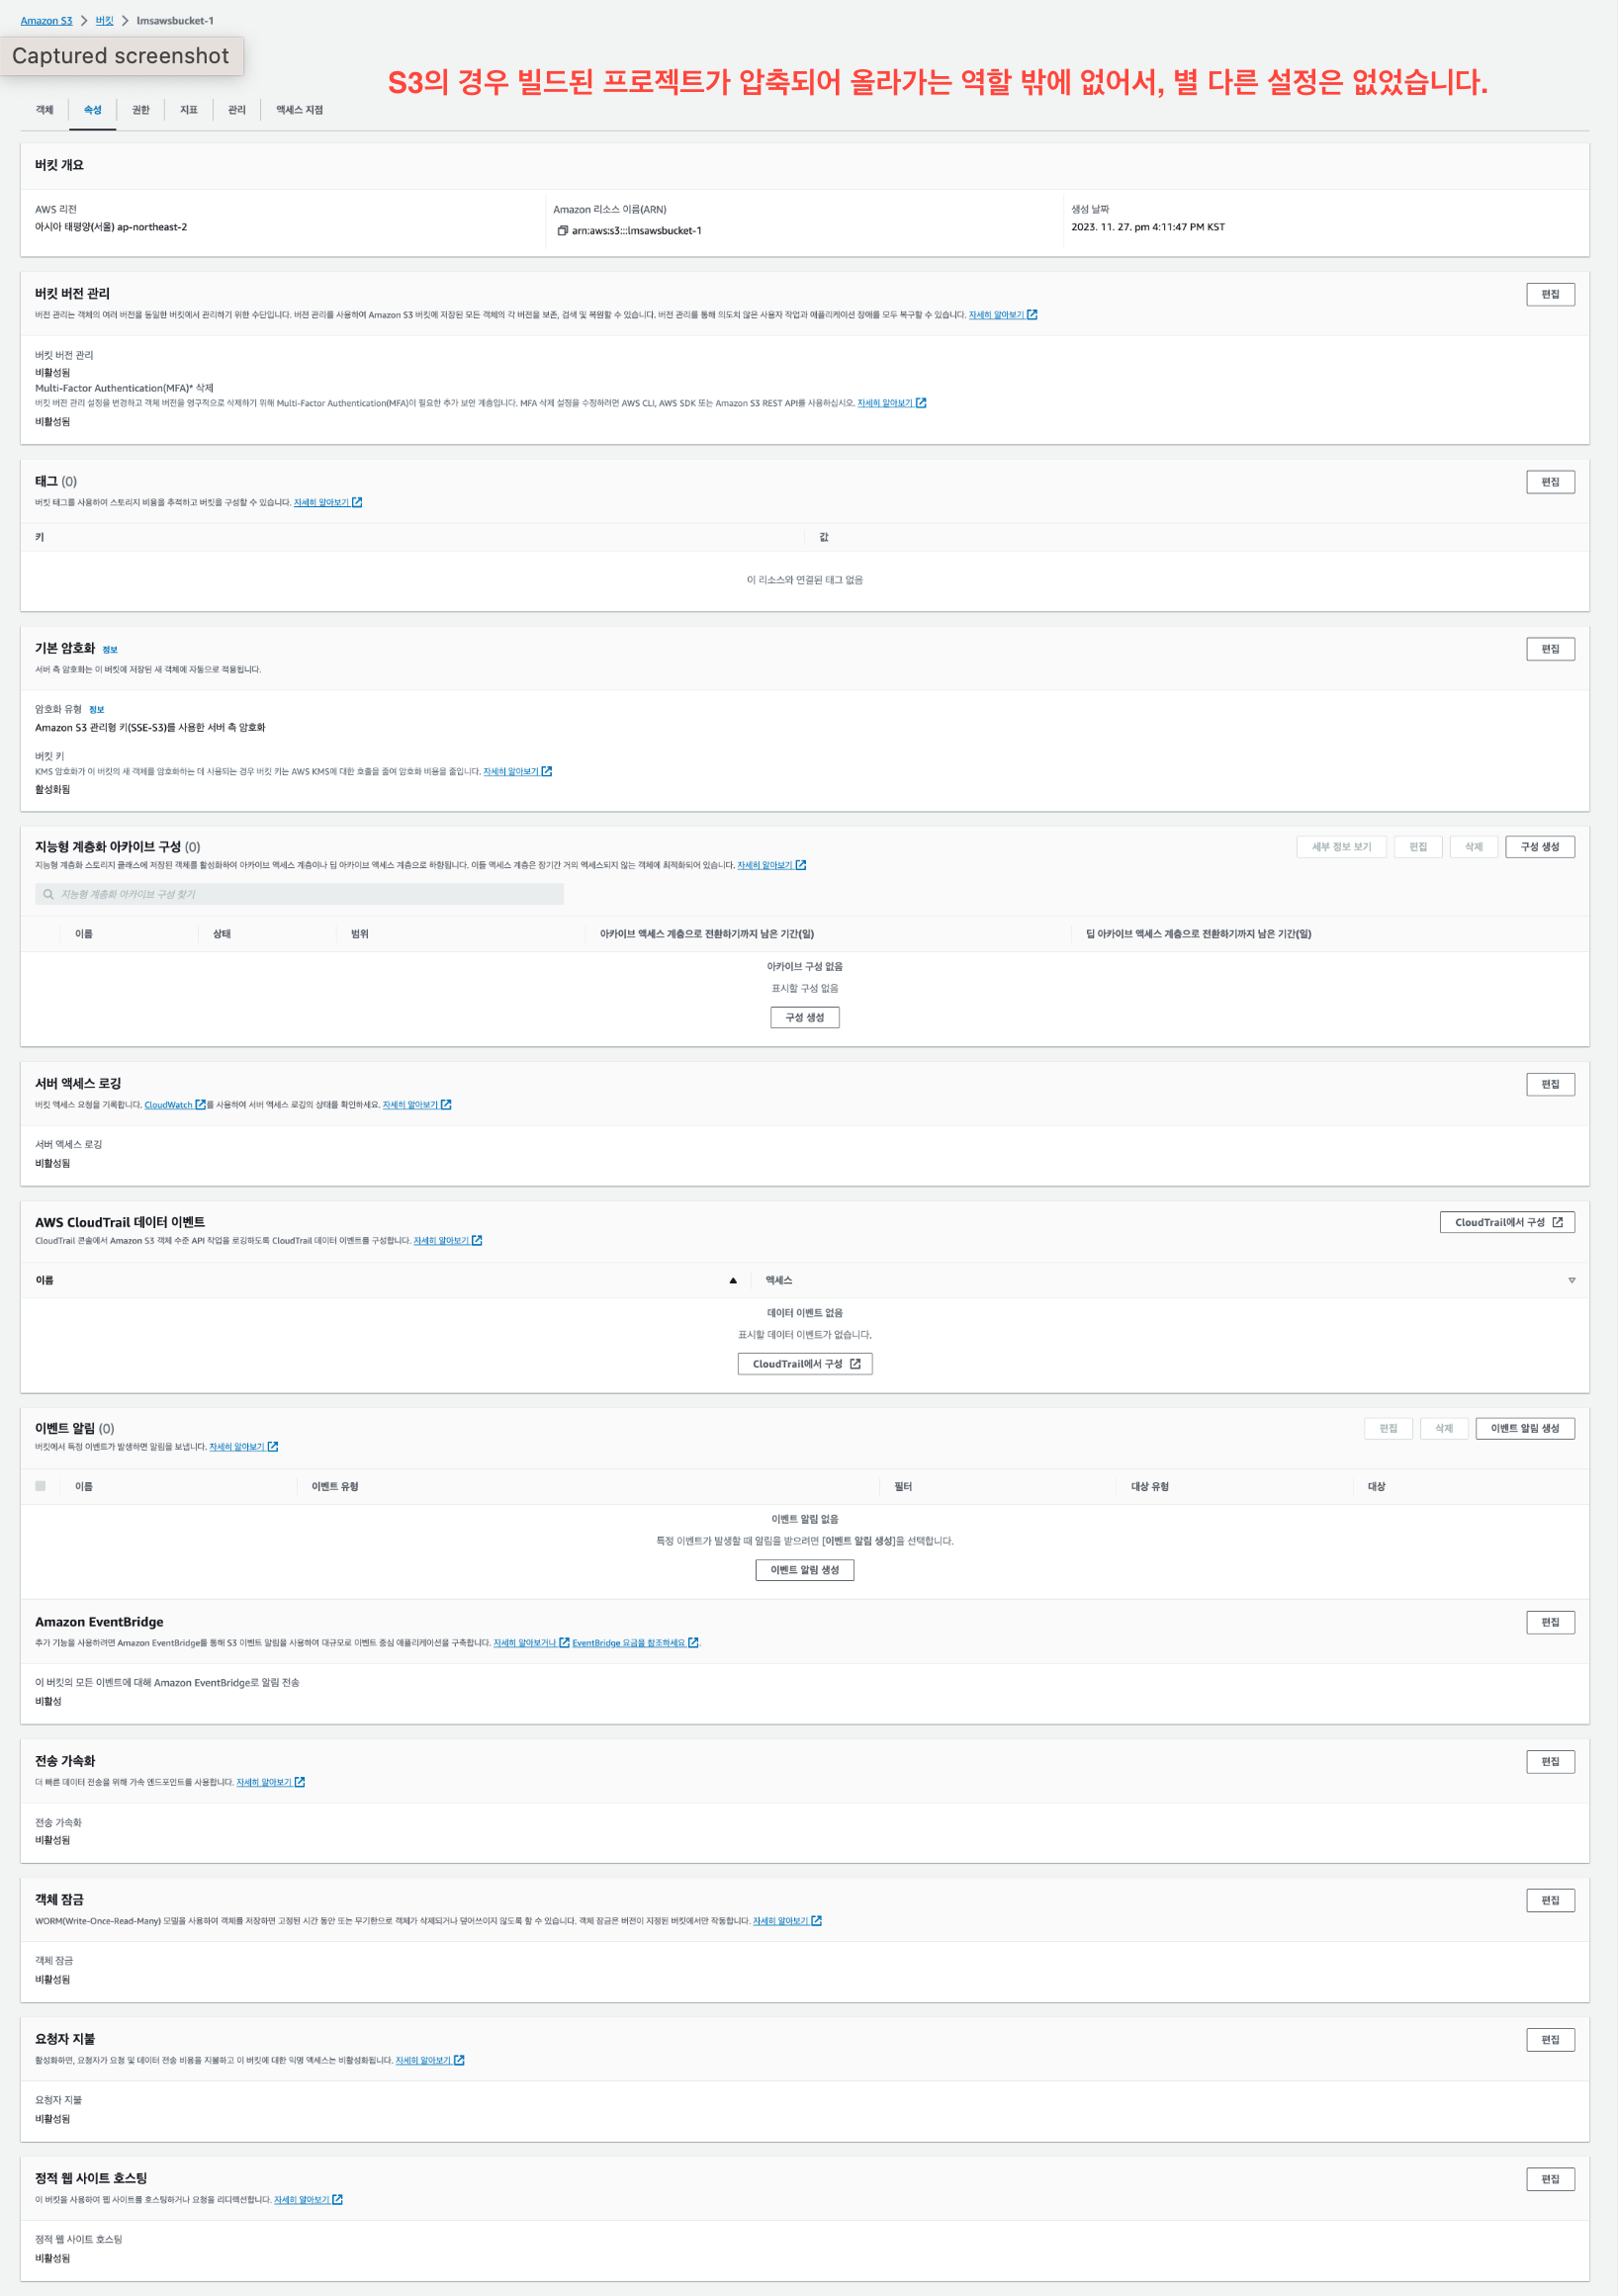 Amazon S3 > 버킷 > lmsawsbucket-1
Captured screenshot
S3의 경우 빌드된 프로젝트가 압축되어 올라가는 역할 밖에 없어서, 별 다른 설정은 없었습니다.
객체 속성 권한 지표 관리 액세스 지점
버킷 개요
AWS 리전
아시아 태평양(서울) ap-northeast-2
Amazon 리소스 이름(ARN)
arn:aws:s3:::lmsawsbucket-1
생성 날짜
2023. 11. 27. pm 4:11:47 PM KST
버킷 버전 관리
편집
버전 관리는 객체의 여러 버전을 동일한 버킷에서 관리하기 위한 수단입니다. 버전 관리를 사용하여 Amazon S3 버킷에 저장된 모든 객체의 각 버전을 보존, 검색 및 복원할 수 있습니다. 버전 관리를 통해 의도치 않은 사용자 작업과 애플리케이션 장애를 모두 복구할 수 있습니다. 자세히 알아보기
버킷 버전 관리
비활성됨
Multi-Factor Authentication(MFA)* 삭제
버킷 버전 관리 설정을 변경하고 객체 버전을 영구적으로 삭제하기 위해 Multi-Factor Authentication(MFA)이 필요한 추가 보안 계층입니다. MFA 삭제 설정을 수정하려면 AWS CLI, AWS SDK 또는 Amazon S3 REST API를 사용하십시오. 자세히 알아보기
비활성됨
태그 (0)
편집
버킷 태그를 사용하여 스토리지 비용을 추적하고 버킷을 구성할 수 있습니다. 자세히 알아보기
키 값
이 리소스와 연결된 태그 없음
기본 암호화 정보
편집
서버 측 암호화는 이 버킷에 저장된 새 객체에 자동으로 적용됩니다.
암호화 유형 정보
Amazon S3 관리형 키(SSE-S3)를 사용한 서버 측 암호화
버킷 키
KMS 암호화가 이 버킷의 새 객체를 암호화하는 데 사용되는 경우 버킷 키는 AWS KMS에 대한 호출을 줄여 암호화 비용을 줄입니다. 자세히 알아보기
활성화됨
지능형 계층화 아카이브 구성 (0)
세부 정보 보기 편집 삭제 구성 생성
지능형 계층화 스토리지 클래스에 저장된 객체를 활성화하여 아카이브 액세스 계층이나 딥 아카이브 액세스 계층으로 하향됩니다. 이들 액세스 계층은 장기간 거의 액세스되지 않는 객체에 최적화되어 있습니다. 자세히 알아보기
지능형 계층화 아카이브 구성 찾기
이름 상태 범위 아카이브 액세스 계층으로 전환하기까지 남은 기간(일) 딥 아카이브 액세스 계층으로 전환하기까지 남은 기간(일)
아카이브 구성 없음
표시할 구성 없음
구성 생성
서버 액세스 로깅
편집
버킷 액세스 요청을 기록합니다. CloudWatch를 사용하여 서버 액세스 로깅의 상태를 확인하세요. 자세히 알아보기
서버 액세스 로깅
비활성됨
AWS CloudTrail 데이터 이벤트
CloudTrail에서 구성
CloudTrail 콘솔에서 Amazon S3 객체 수준 API 작업을 로깅하도록 CloudTrail 데이터 이벤트를 구성합니다. 자세히 알아보기
이름 액세스
데이터 이벤트 없음
표시할 데이터 이벤트가 없습니다.
CloudTrail에서 구성
이벤트 알림 (0)
편집 삭제 이벤트 알림 생성
버킷에서 특정 이벤트가 발생하면 알림을 보냅니다. 자세히 알아보기
이름 이벤트 유형 필터 대상 유형 대상
이벤트 알림 없음
특정 이벤트가 발생할 때 알림을 받으려면 [이벤트 알림 생성]을 선택합니다.
이벤트 알림 생성
Amazon EventBridge
편집
추가 기능을 사용하려면 Amazon EventBridge를 통해 S3 이벤트 알림을 사용하여 대규모로 이벤트 중심 애플리케이션을 구축합니다. 자세히 알아보거나 EventBridge 요금을 참조하세요.
이 버킷의 모든 이벤트에 대해 Amazon EventBridge로 알림 전송
비활성
전송 가속화
편집
더 빠른 데이터 전송을 위해 가속 엔드포인트를 사용합니다. 자세히 알아보기
전송 가속화
비활성됨
객체 잠금
편집
WORM(Write-Once-Read-Many) 모델을 사용하여 객체를 저장하면 고정된 시간 동안 또는 무기한으로 객체가 삭제되거나 덮어쓰이지 않도록 할 수 있습니다. 객체 잠금은 버전이 지정된 버킷에서만 작동합니다. 자세히 알아보기
객체 잠금
비활성됨
요청자 지불
편집
활성화하면, 요청자가 요청 및 데이터 전송 비용을 지불하고 이 버킷에 대한 익명 액세스는 비활성화됩니다. 자세히 알아보기
요청자 지불
비활성됨
정적 웹 사이트 호스팅
편집
이 버킷을 사용하여 웹 사이트를 호스팅하거나 요청을 리디렉션합니다. 자세히 알아보기
정적 웹 사이트 호스팅
비활성됨